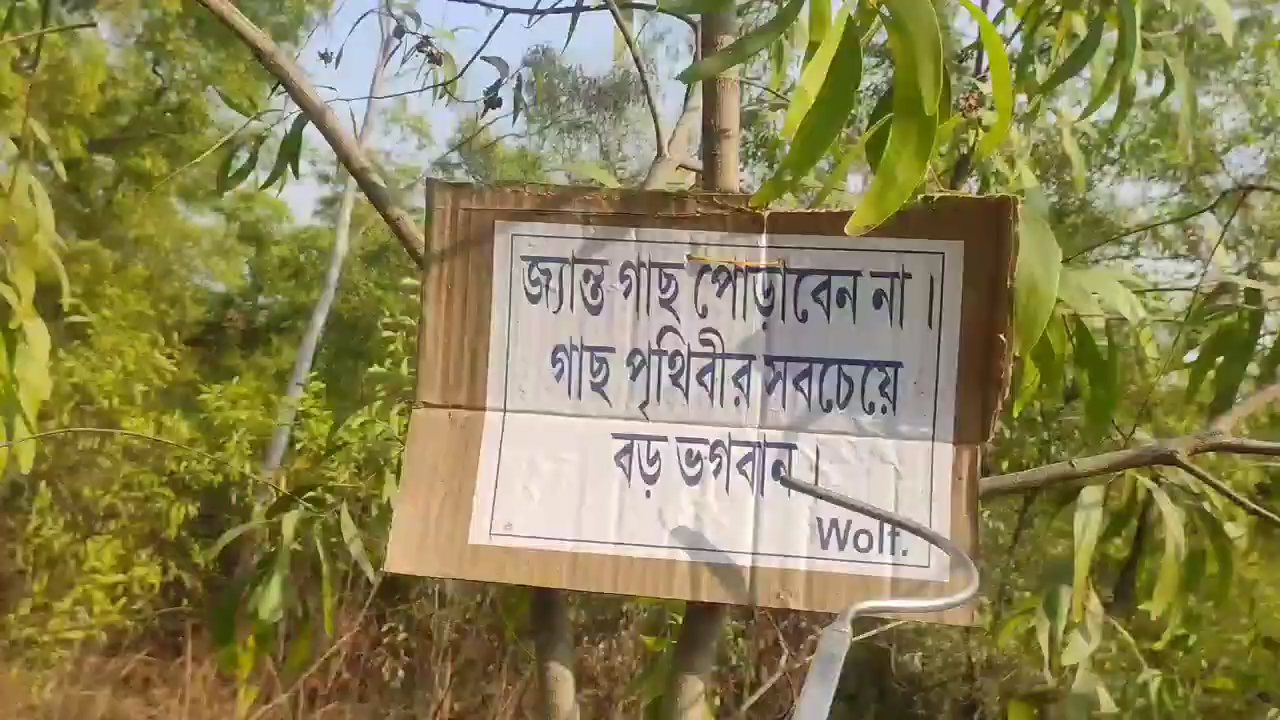 জ্যান্ত গাছ পোড়াবেন না।
গাছ পৃথিবীর সবচেয়ে
বড় ভগবান।
Wolf.